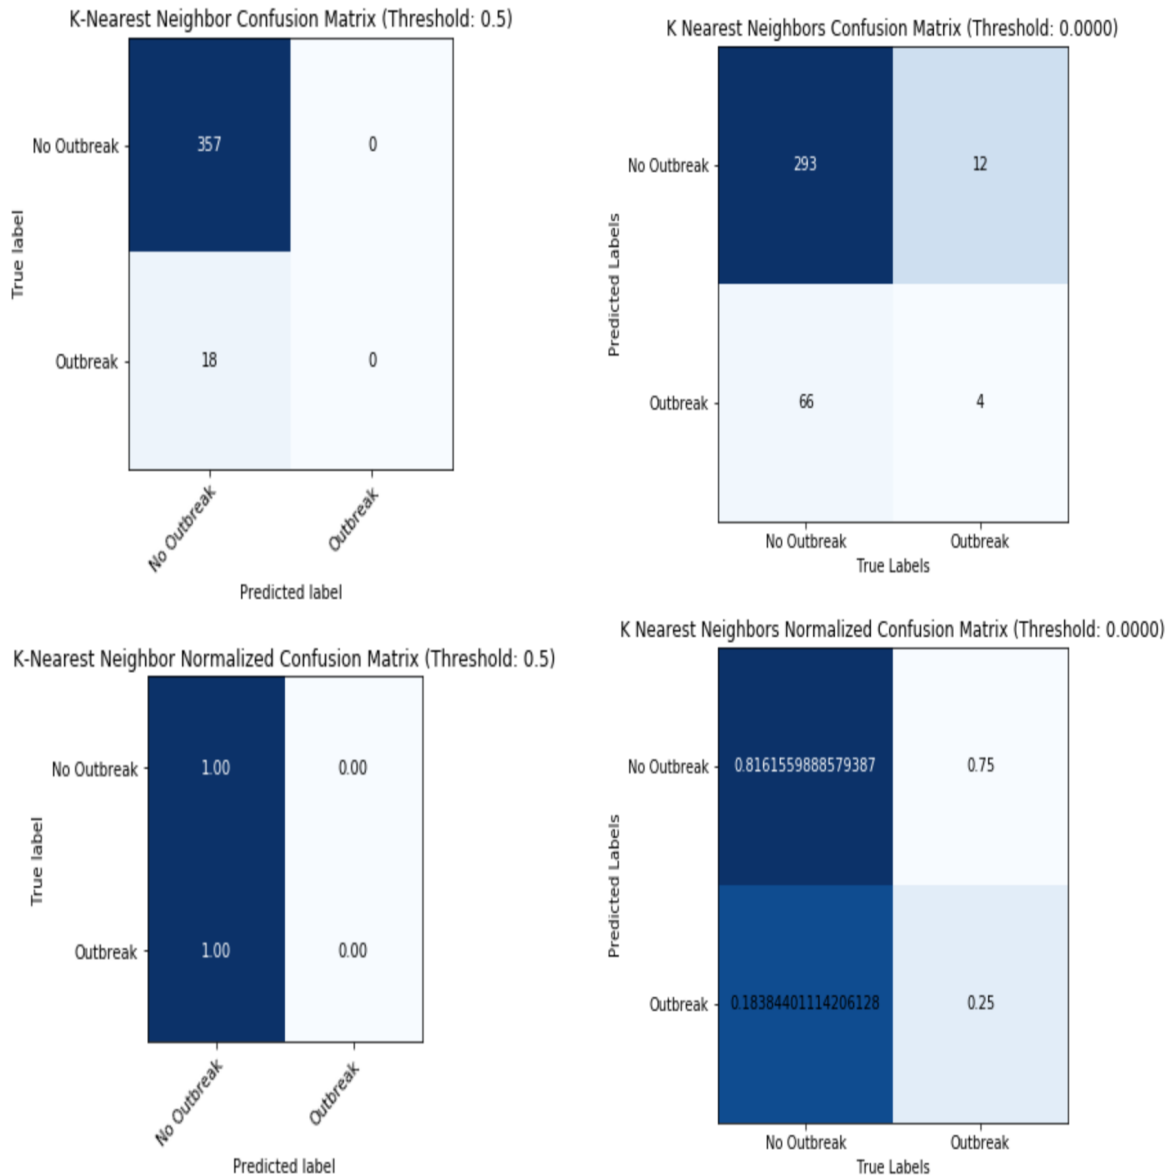 K-Nearest Neighbor Confusion Matrix (Threshold: 0.5)
True label
No Outbreak
357
0
Outbreak
18
0
No Outbreak
Outbreak
Predicted label
K Nearest Neighbors Confusion Matrix (Threshold: 0.0000)
Predicted Labels
No Outbreak
293
12
Outbreak
66
4
No Outbreak
Outbreak
True Labels
K-Nearest Neighbor Normalized Confusion Matrix (Threshold: 0.5)
True label
No Outbreak
1.00
0.00
Outbreak
1.00
0.00
No Outbreak
Outbreak
Predicted label
K Nearest Neighbors Normalized Confusion Matrix (Threshold: 0.0000)
Predicted Labels
No Outbreak
0.8161559888579387
0.75
Outbreak
0.18384401114206128
0.25
No Outbreak
Outbreak
True Labels